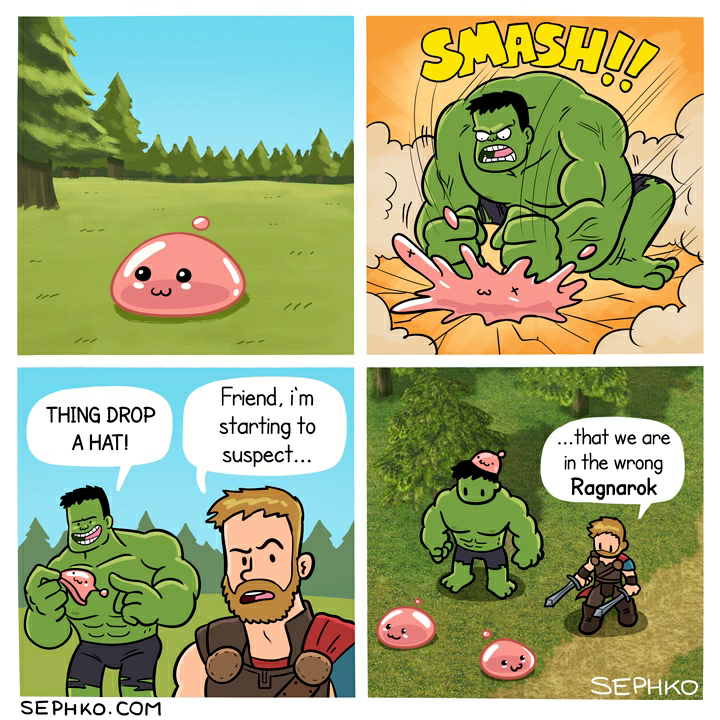 SMASH!!
THING DROP
A HAT!
Friend, i'm
starting to
suspect...
...that we are
in the wrong
Ragnarok
SEPHKO
SEPHKO.COM